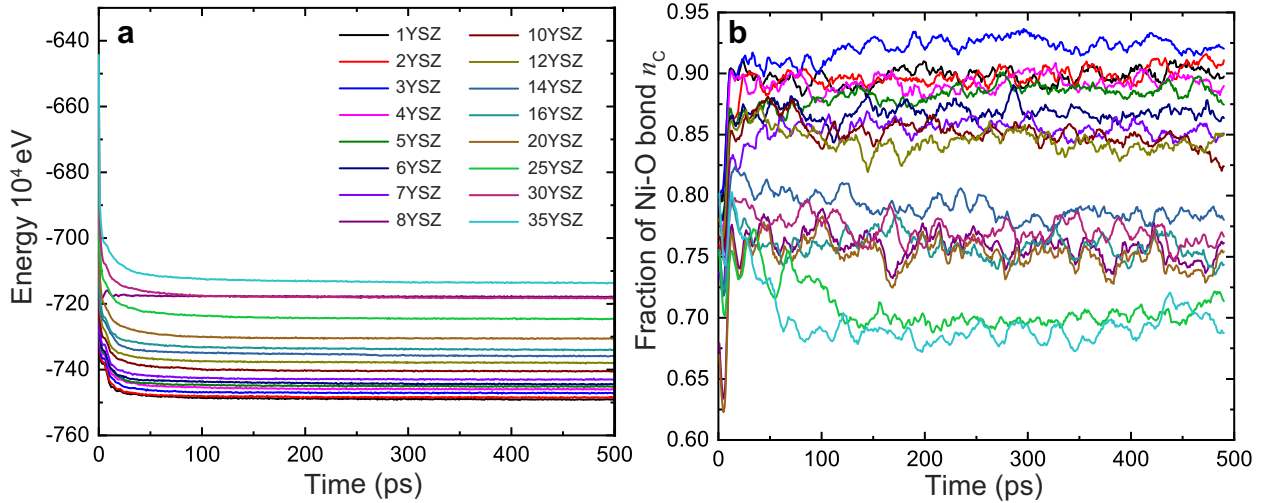 a
-640
-660
-680
-700
-720
-740
-760
Energy 10⁴ eV
0
100
200
300
400
500
Time (ps)
1YSZ
2YSZ
3YSZ
4YSZ
5YSZ
6YSZ
7YSZ
8YSZ
10YSZ
12YSZ
14YSZ
16YSZ
20YSZ
25YSZ
30YSZ
35YSZ
b
0.95
0.90
0.85
0.80
0.75
0.70
0.65
0.60
Fraction of Ni-O bond n_C
0
100
200
300
400
500
Time (ps)